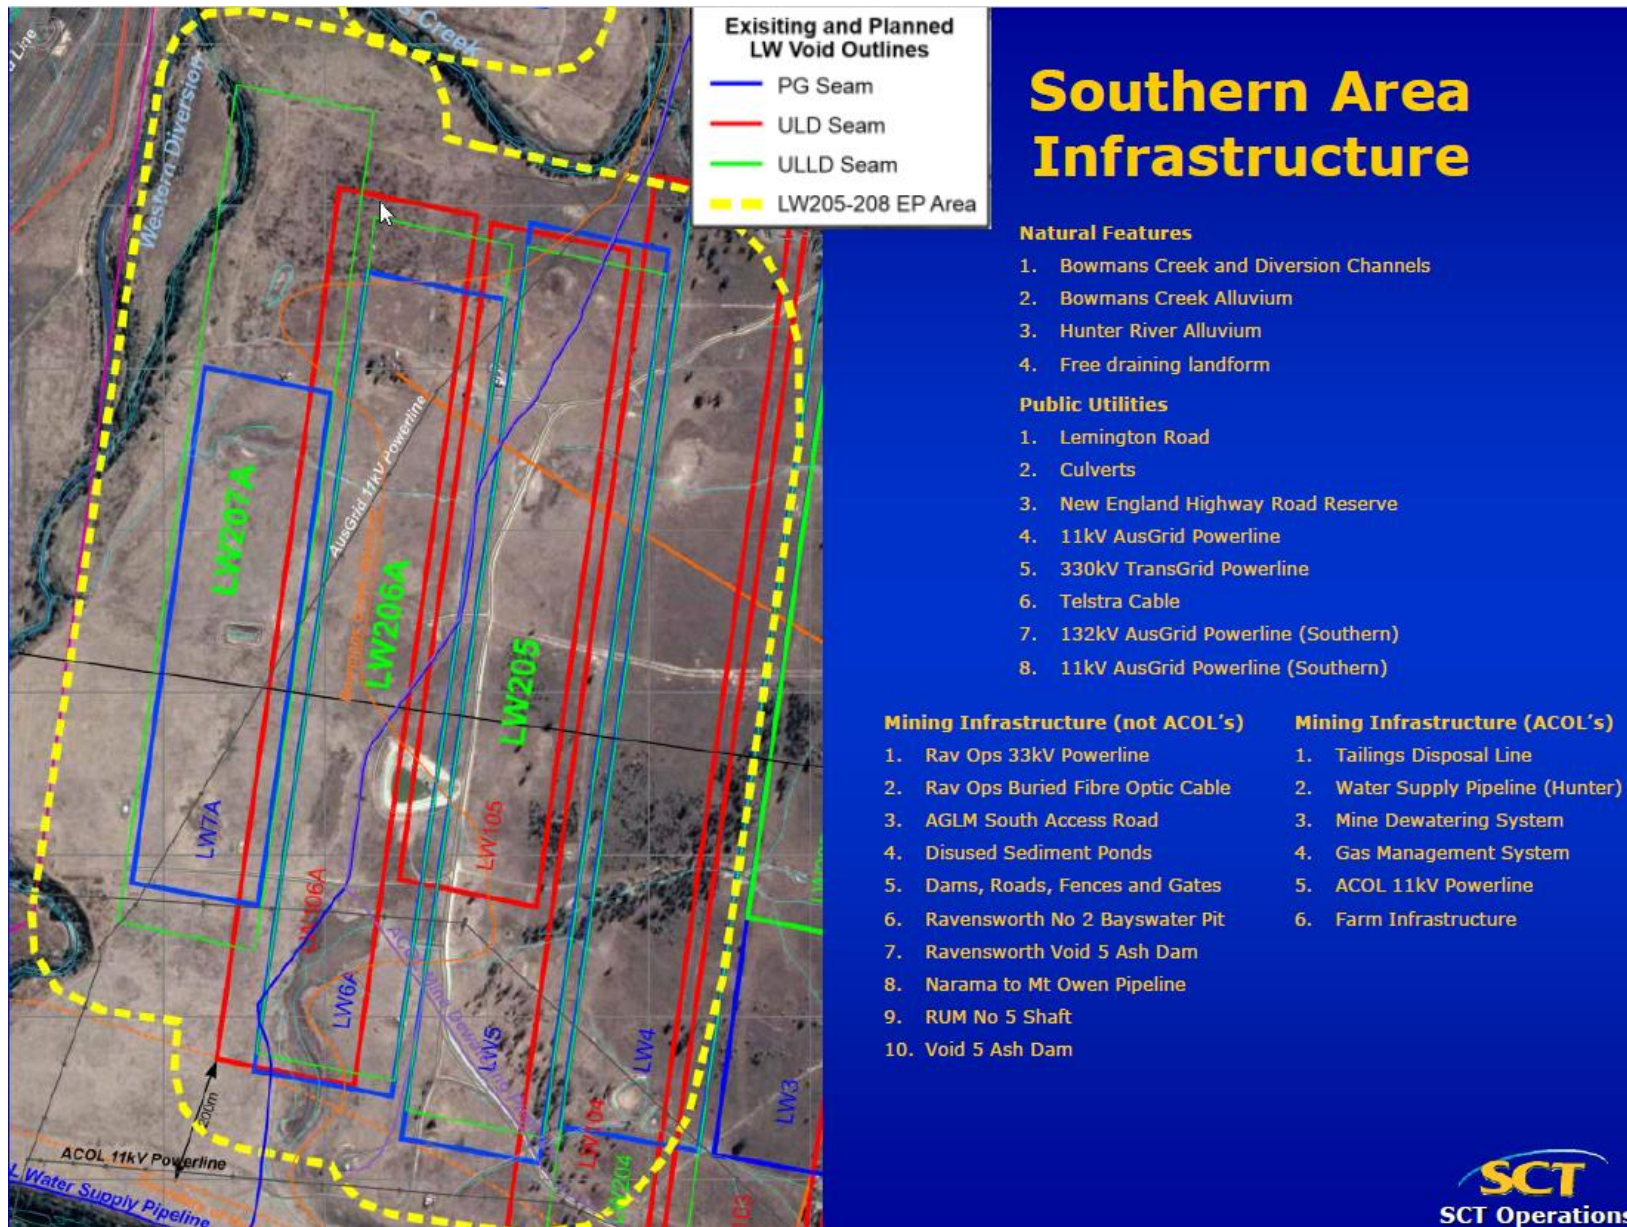 Exisiting and Planned
LW Void Outlines
PG Seam
ULD Seam
ULLD Seam
LW205-208 EP Area
Creek
Western Diversion
Line
AusGrid 11kV Powerline
LW207A
LW206A
LW205
LW7A
LW105
LW106A
LW6A
LW5
LW4
LW3
LW104
LW204
200m
ACOL 11kV Powerline
L Water Supply Pipeline
Southern Area
Infrastructure
Natural Features
1. Bowmans Creek and Diversion Channels
2. Bowmans Creek Alluvium
3. Hunter River Alluvium
4. Free draining landform
Public Utilities
1. Lemington Road
2. Culverts
3. New England Highway Road Reserve
4. 11kV AusGrid Powerline
5. 330kV TransGrid Powerline
6. Telstra Cable
7. 132kV AusGrid Powerline (Southern)
8. 11kV AusGrid Powerline (Southern)
Mining Infrastructure (not ACOL's)
1. Rav Ops 33kV Powerline
2. Rav Ops Buried Fibre Optic Cable
3. AGLM South Access Road
4. Disused Sediment Ponds
5. Dams, Roads, Fences and Gates
6. Ravensworth No 2 Bayswater Pit
7. Ravensworth Void 5 Ash Dam
8. Narama to Mt Owen Pipeline
9. RUM No 5 Shaft
10. Void 5 Ash Dam
Mining Infrastructure (ACOL's)
1. Tailings Disposal Line
2. Water Supply Pipeline (Hunter)
3. Mine Dewatering System
4. Gas Management System
5. ACOL 11kV Powerline
6. Farm Infrastructure
SCT
SCT Operations